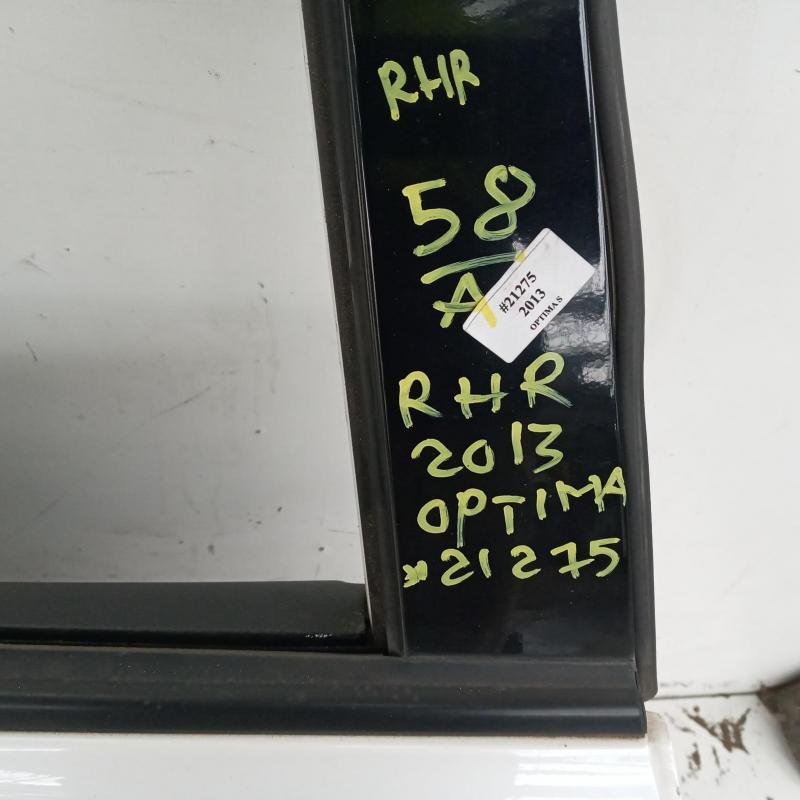 RHR
58
A
#21275
2013
OPTIMA S
RHR
2013
OPTIMA
*21275